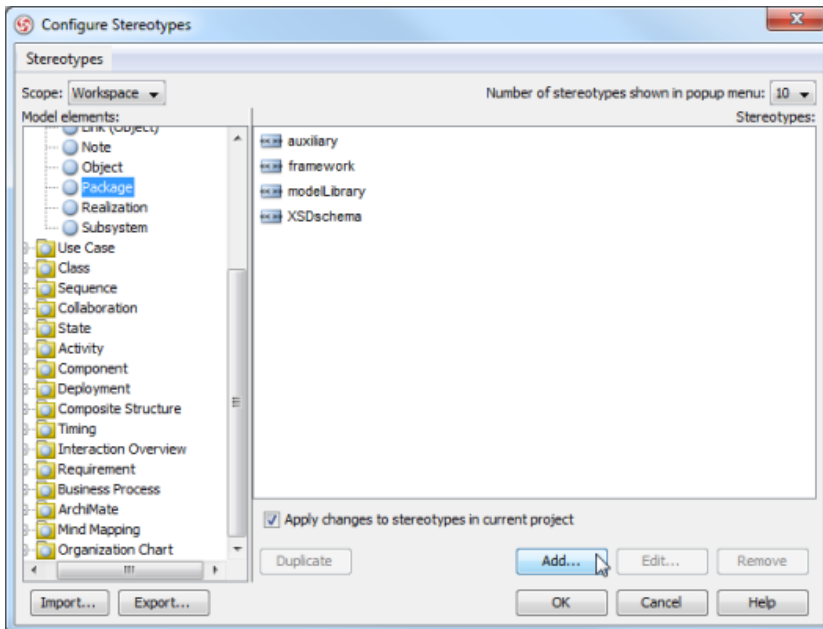 Configure Stereotypes
Stereotypes
Scope: Workspace
Number of stereotypes shown in popup menu: 10
Model elements:
Stereotypes:
Link (Object)
Note
Object
Package
Realization
Subsystem
Use Case
Class
Sequence
Collaboration
State
Activity
Component
Deployment
Composite Structure
Timing
Interaction Overview
Requirement
Business Process
ArchiMate
Mind Mapping
Organization Chart
auxiliary
framework
modelLibrary
XSDschema
Apply changes to stereotypes in current project
Duplicate
Add...
Edit...
Remove
Import...
Export...
OK
Cancel
Help